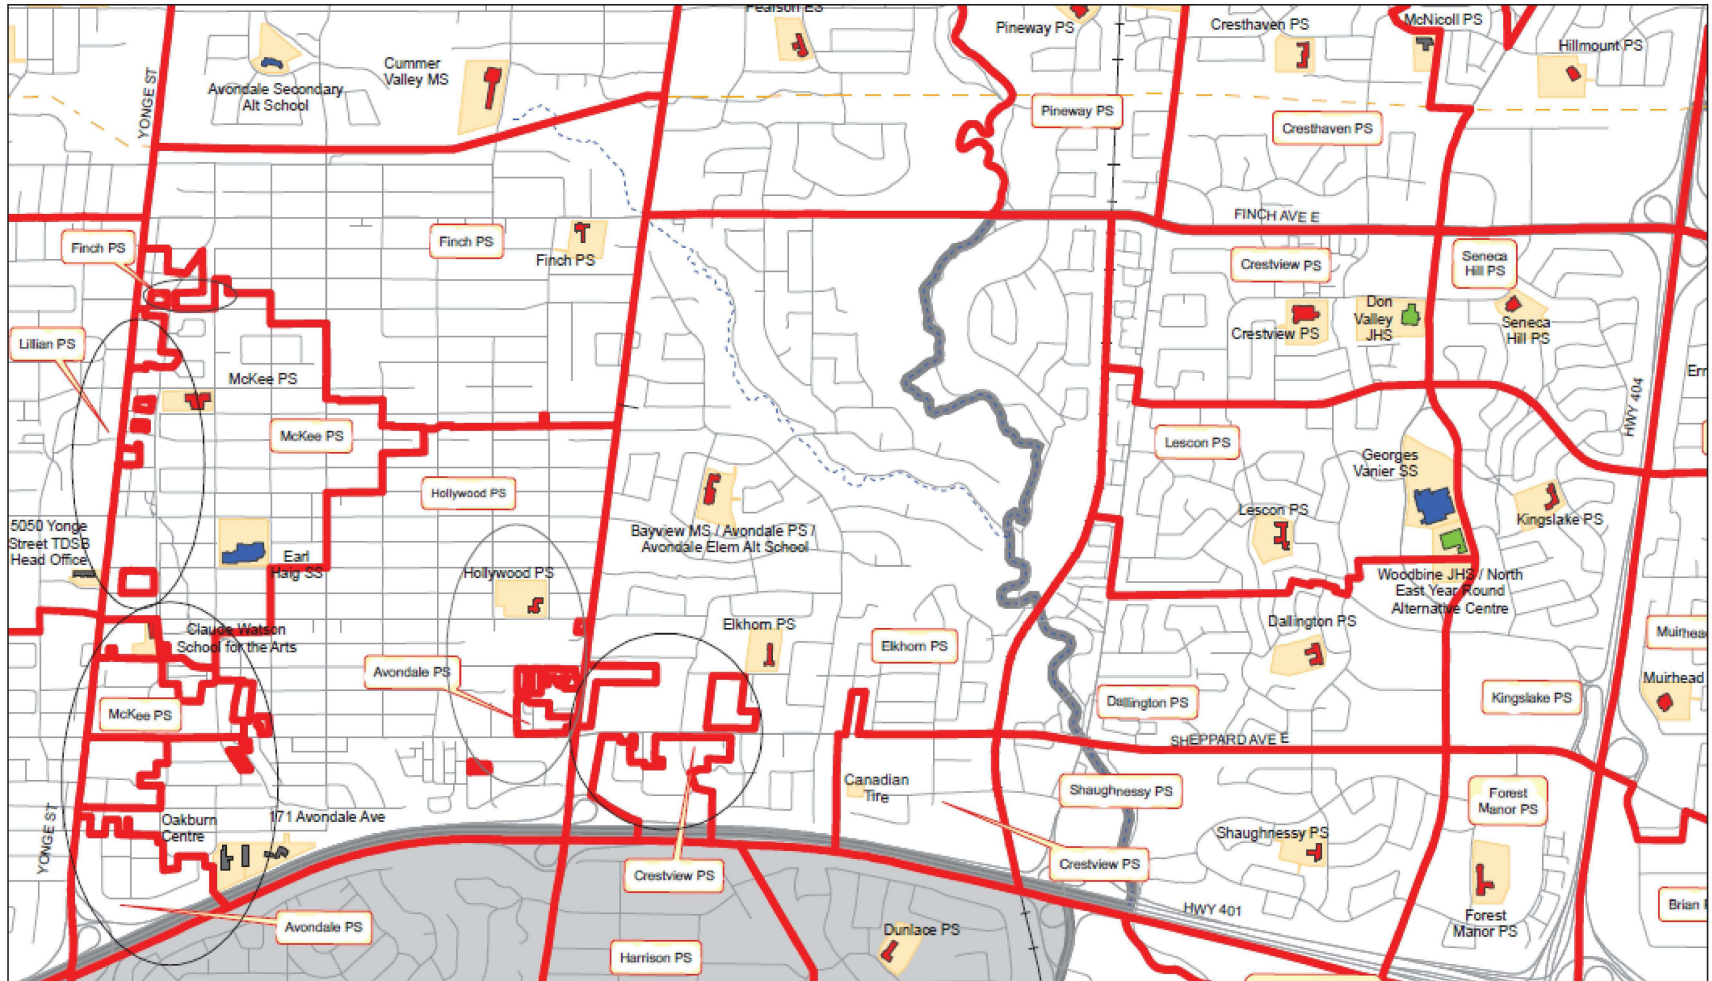 Pearson ES
Pineway PS
Cresthaven PS
McNicoll PS
Hillmount PS
Cummer
Valley MS
Avondale Secondary
Alt School
YONGE ST
Pineway PS
Cresthaven PS
FINCH AVE E
Finch PS
Finch PS
Finch PS
Crestview PS
Seneca
Hill PS
Don
Valley
JHS
Crestview PS
Seneca
Hill PS
Lillian PS
McKee PS
McKee PS
HWY 404
Lescon PS
Georges
Vanier SS
Hollywood PS
Lescon PS
Kingslake PS
5050 Yonge
Street TDSB
Head Office
Earl
Haig SS
Bayview MS / Avondale PS /
Avondale Elem Alt School
Hollywood PS
Woodbine JHS / North
East Year Round
Alternative Centre
Claude Watson
School for the Arts
Elkhorn PS
Elkhorn PS
Dallington PS
Avondale PS
Muirhead
McKee PS
Dallington PS
Kingslake PS
SHEPPARD AVE E
Canadian
Tire
Shaughnessy PS
Forest
Manor PS
YONGE ST
Oakburn
Centre
171 Avondale Ave
Shaughnessy PS
Crestview PS
Crestview PS
Avondale PS
HWY 401
Forest
Manor PS
Brian
Dunlace PS
Harrison PS